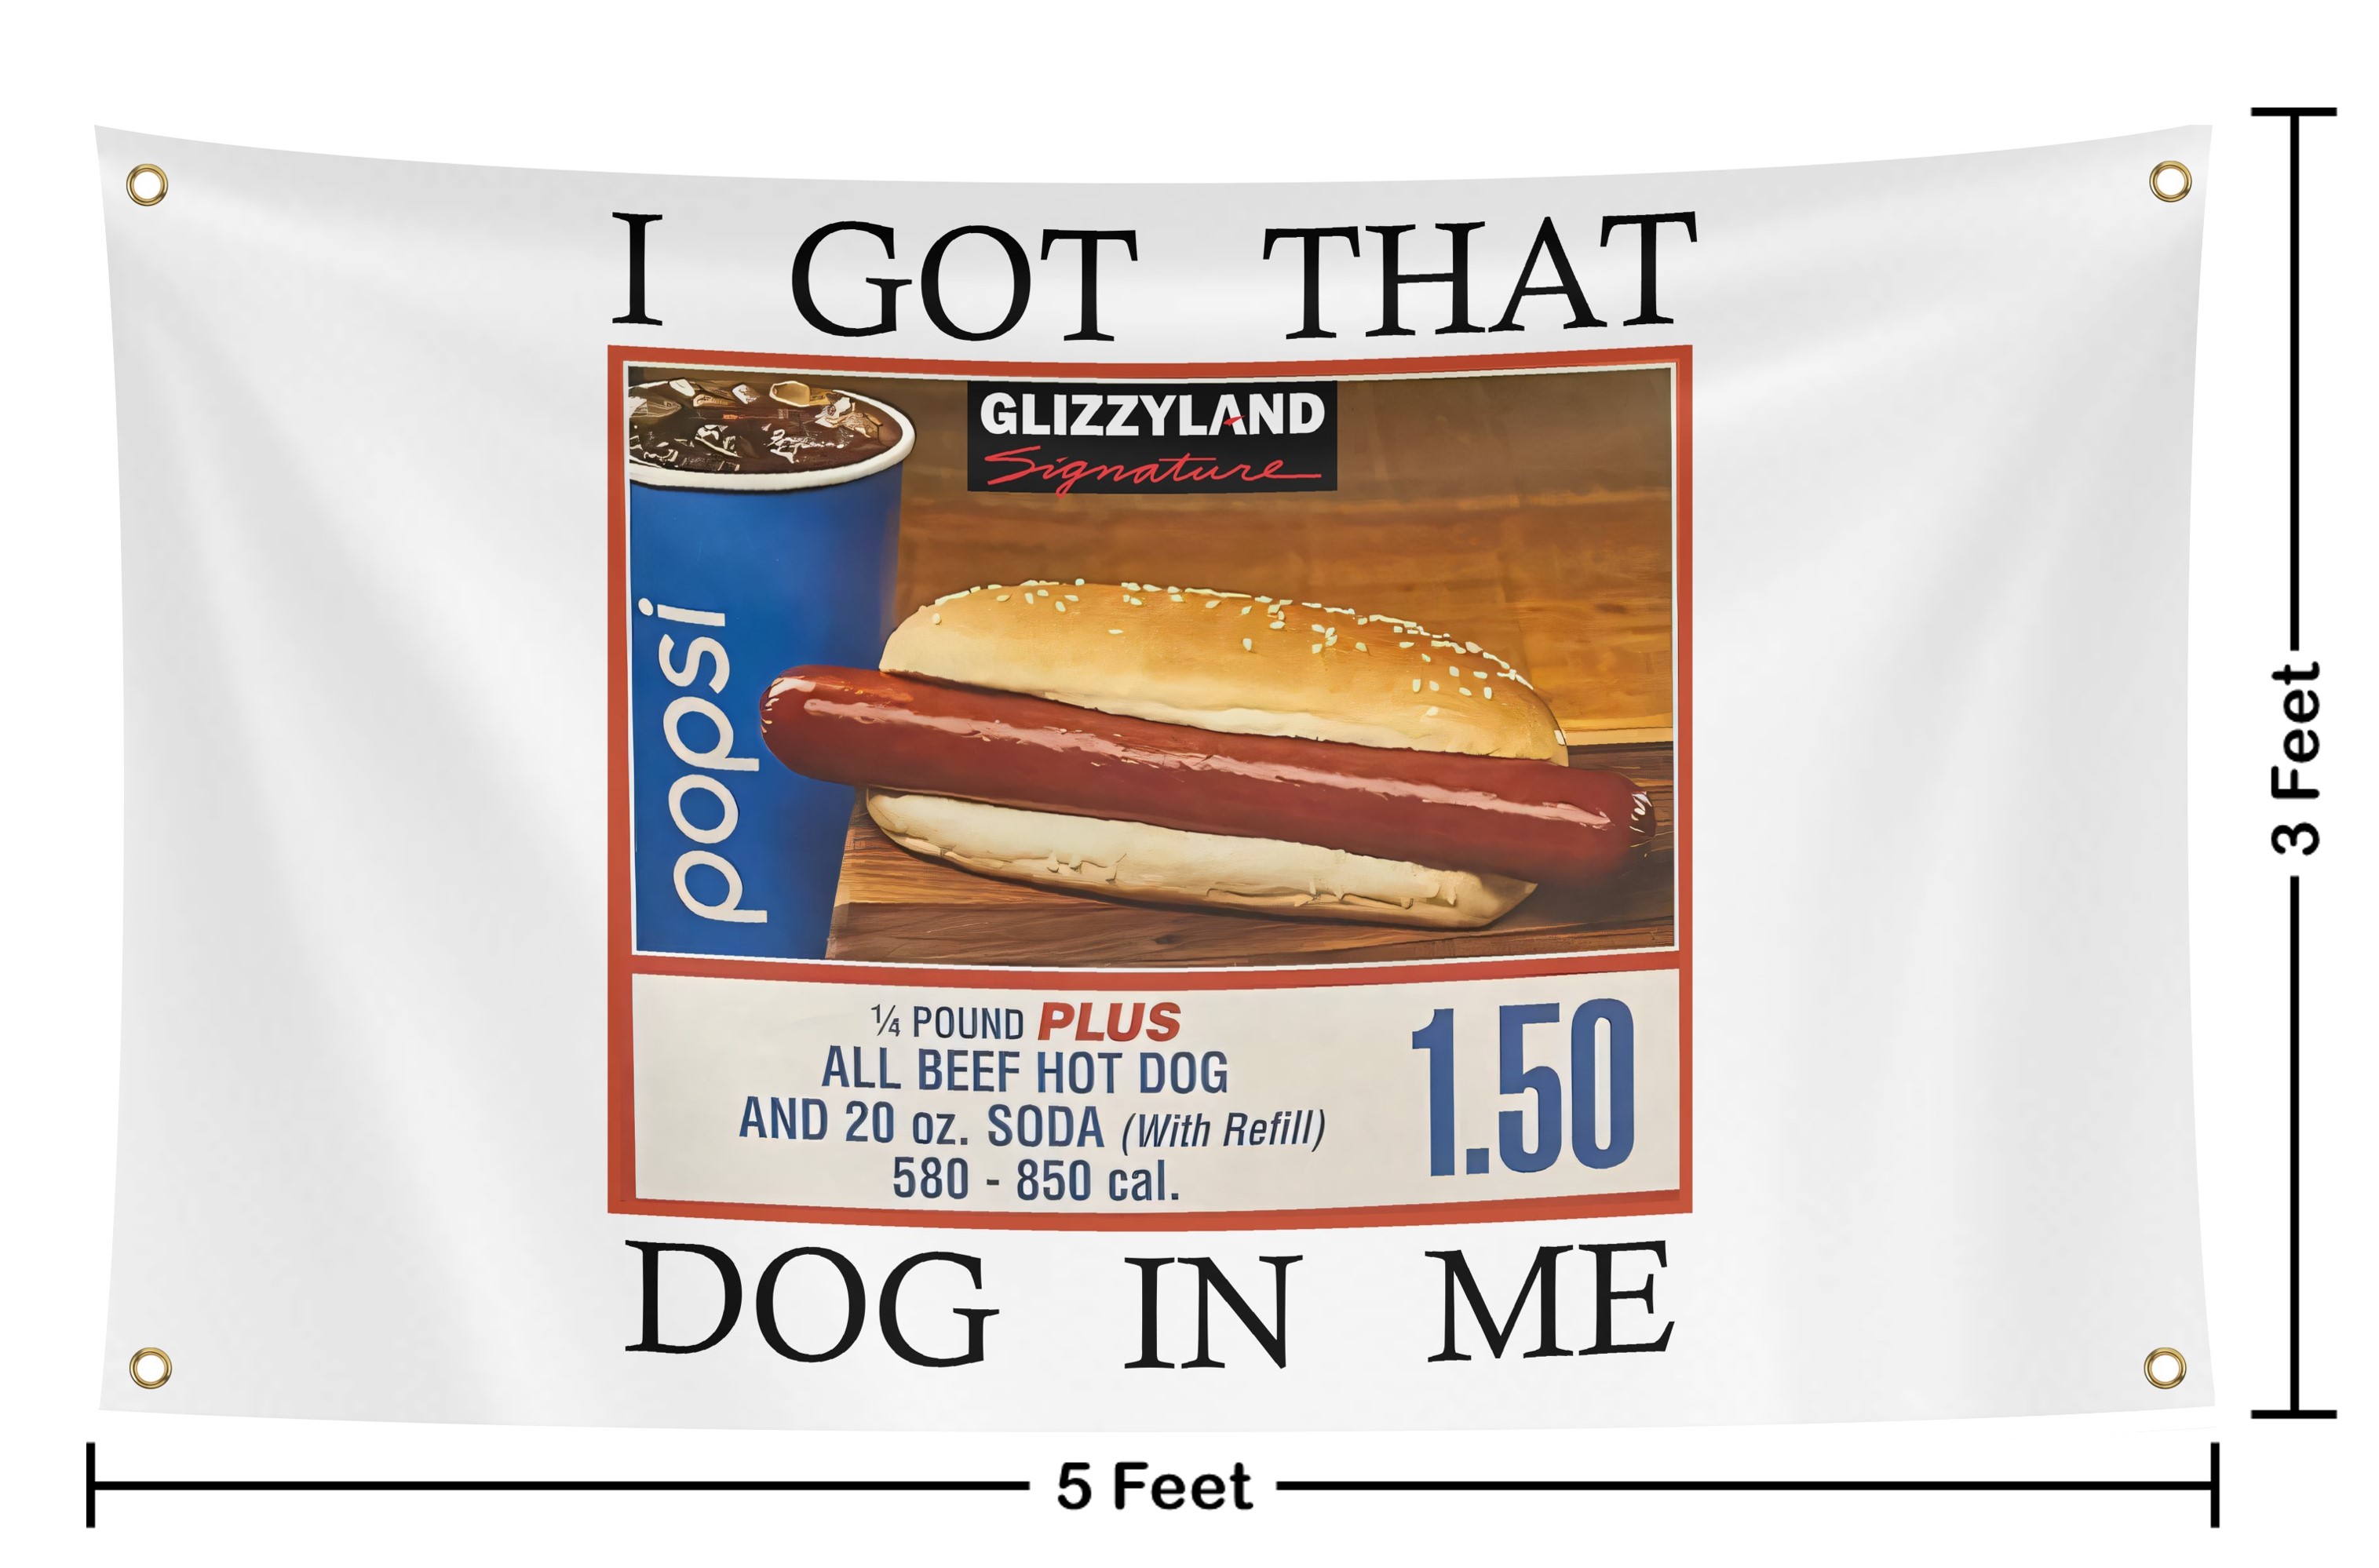 I GOT THAT
GLIZZYLAND
Signature
poopsi
¼ POUND PLUS
ALL BEEF HOT DOG
AND 20 oz. SODA (With Refill)
580 - 850 cal.
1.50
DOG IN ME
3 Feet
5 Feet